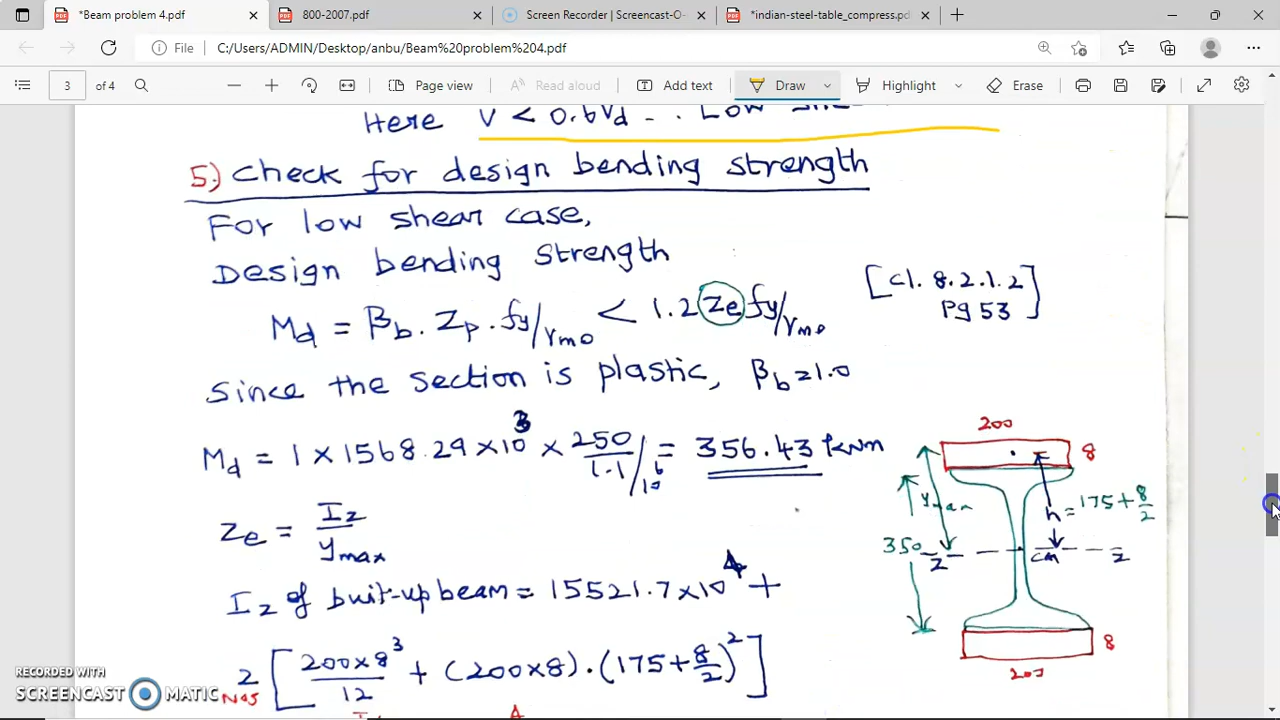 *Beam problem 4.pdf
800-2007.pdf
Screen Recorder | Screencast-O-
*indian-steel-table_compress.pd
File
C:/Users/ADMIN/Desktop/anbu/Beam%20problem%204.pdf
3 of 4
Page view
Read aloud
Add text
Draw
Highlight
Erase
Here V < 0.6Vd - . Low
5.) Check for design bending strength
For low shear case,
Design bending strength
[cl. 8.2.1.2
Pg 53]
Md = βb. Zp. fy/γmo < 1.2 Ze fy/γmo
Since the section is plastic, βb=1.0
Md = 1 × 1568.29 × 10³ × 250/1.1/10⁶ = 356.43 kNm
Ze = Iz/ymax
Iz of buit-up beam = 15521.7×10⁴ +
2 [ 200×8³/12 + (200×8).(175+8/2)² ]
Nos
A
200
8
ymax
h = 175+8/2
350
z
z
8
200
RECORDED WITH
SCREENCAST MATIC